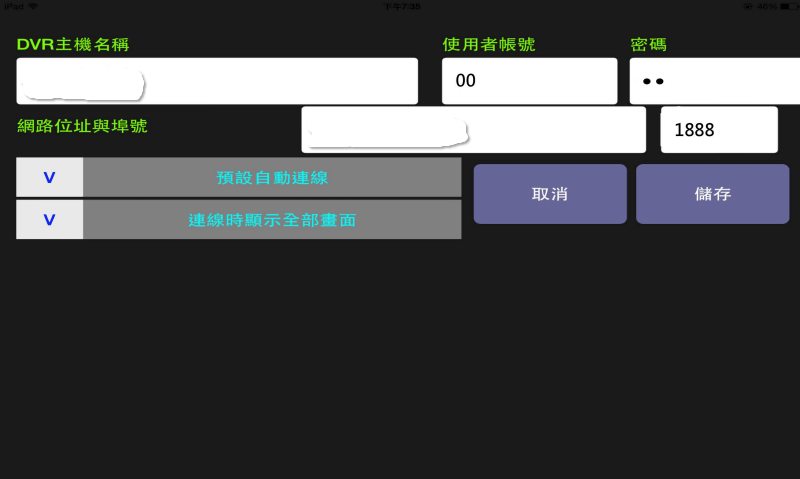 iPad 下午7:35 46%
DVR主機名稱 使用者帳號 密碼
00 ••
網路位址與埠號 1888
V 預設自動連線 取消 儲存
V 連線時顯示全部畫面